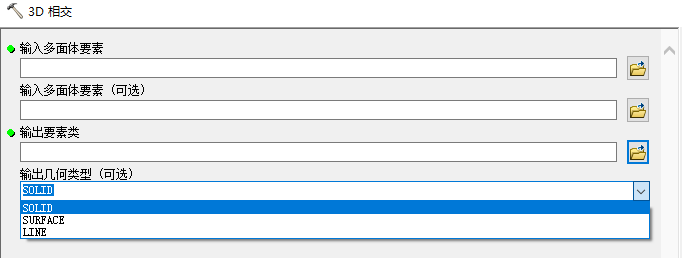 3D 相交
输入多面体要素
输入多面体要素（可选）
输出要素类
输出几何类型（可选）
SOLID
SOLID
SURFACE
LINE